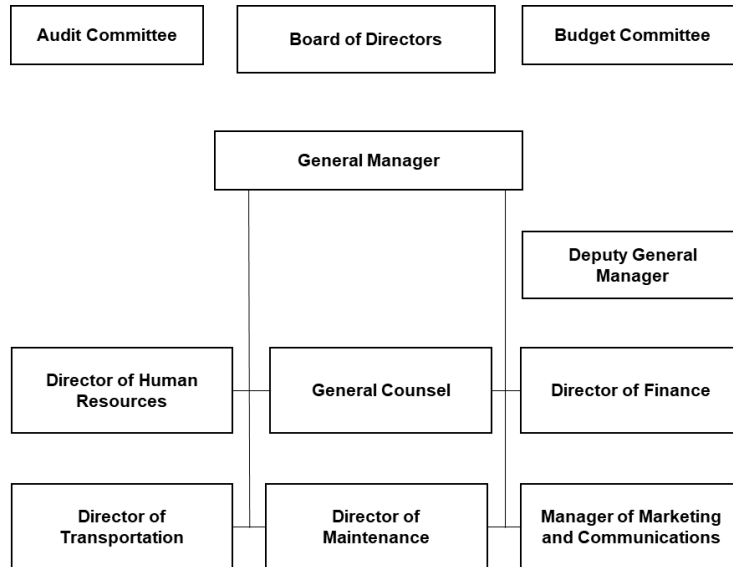 Audit Committee
Board of Directors
Budget Committee
General Manager
Deputy General
Manager
Director of Human
Resources
General Counsel
Director of Finance
Director of
Transportation
Director of
Maintenance
Manager of Marketing
and Communications